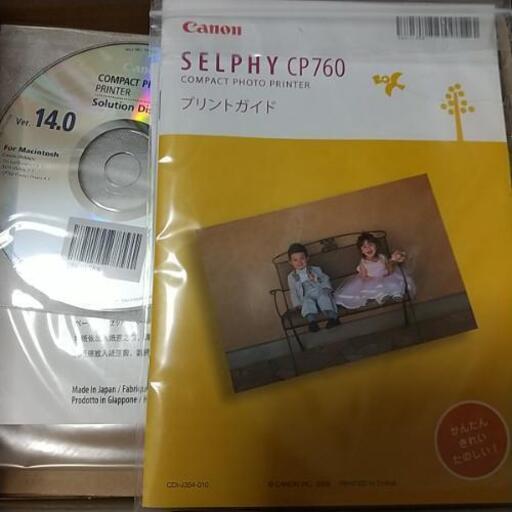 Canon
SELPHY CP760
COMPACT PHOTO PRINTER
プリントガイド
かんたん
きれい
たのしい！
CDI-J354-010
© CANON INC. 2008
COMPACT PH
PRINTER
Solution Dis
Ver. 14.0
For Macintosh
Made in Japan / Fabriqu
Prodotto in Giappone / H